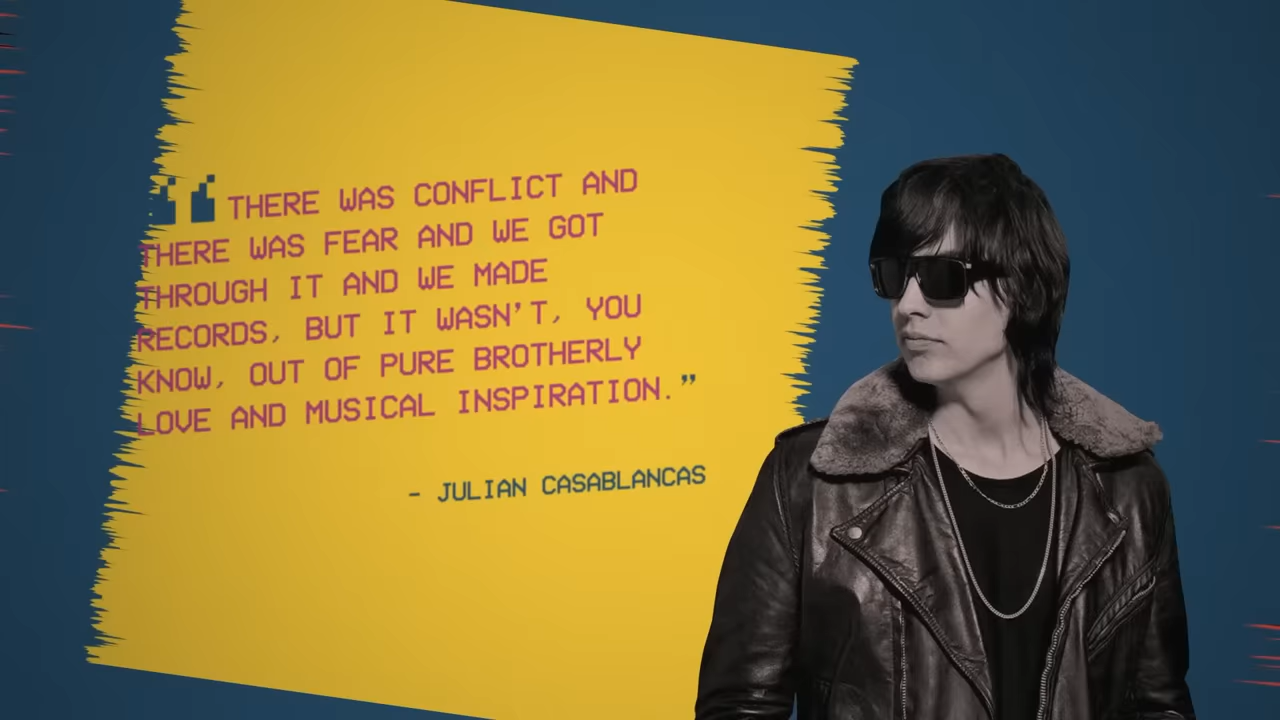 “THERE WAS CONFLICT AND
THERE WAS FEAR AND WE GOT
THROUGH IT AND WE MADE
RECORDS, BUT IT WASN'T, YOU
KNOW, OUT OF PURE BROTHERLY
LOVE AND MUSICAL INSPIRATION.”
- JULIAN CASABLANCAS